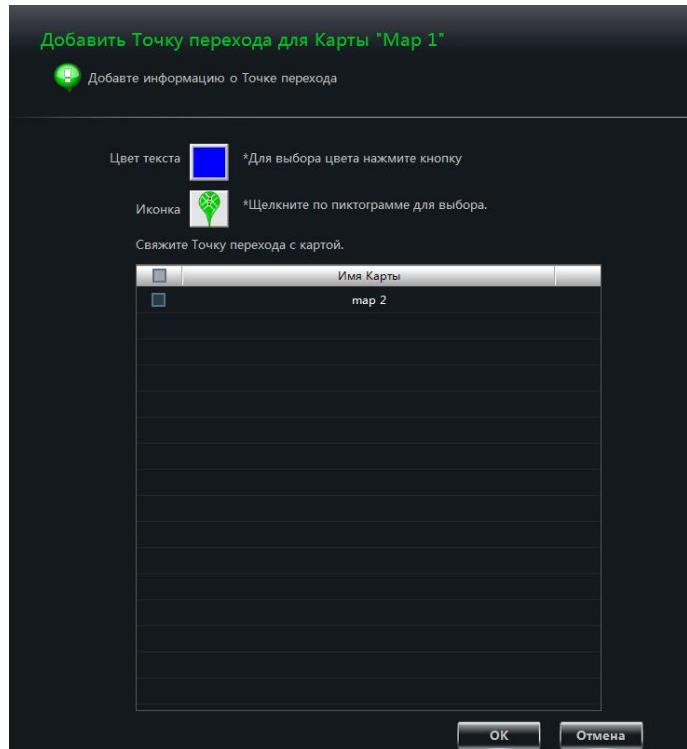 Добавить Точку перехода для Карты "Map 1"
Добавте информацию о Точке перехода
Цвет текста *Для выбора цвета нажмите кнопку
Иконка *Щелкните по пиктограмме для выбора.
Свяжите Точку перехода с картой.
Имя Карты
map 2
OK Отмена